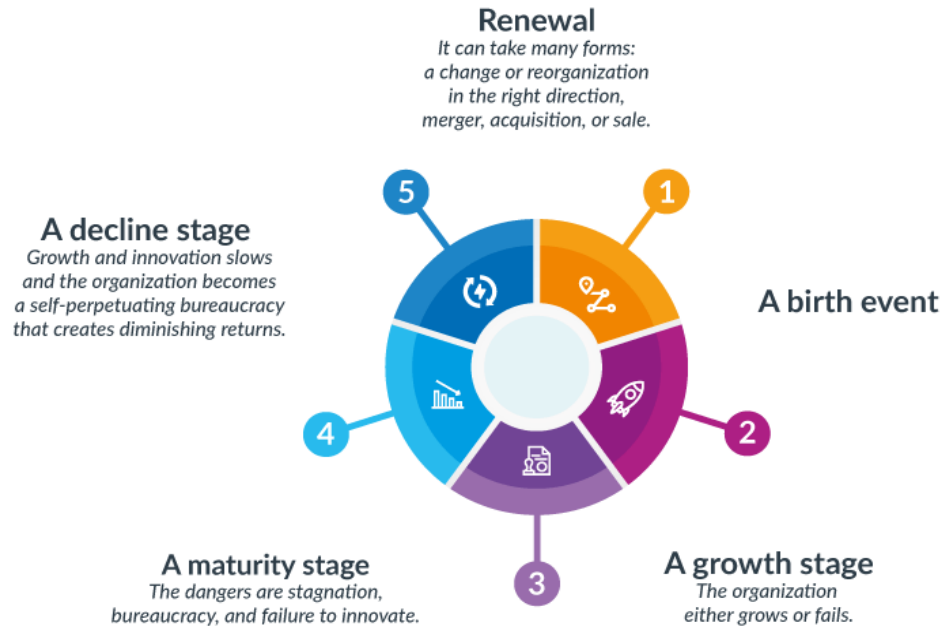 Renewal
It can take many forms:
a change or reorganization
in the right direction,
merger, acquisition, or sale.
5
1
A decline stage
Growth and innovation slows
and the organization becomes
a self-perpetuating bureaucracy
that creates diminishing returns.
A birth event
4
2
A maturity stage
The dangers are stagnation,
bureaucracy, and failure to innovate.
3
A growth stage
The organization
either grows or fails.